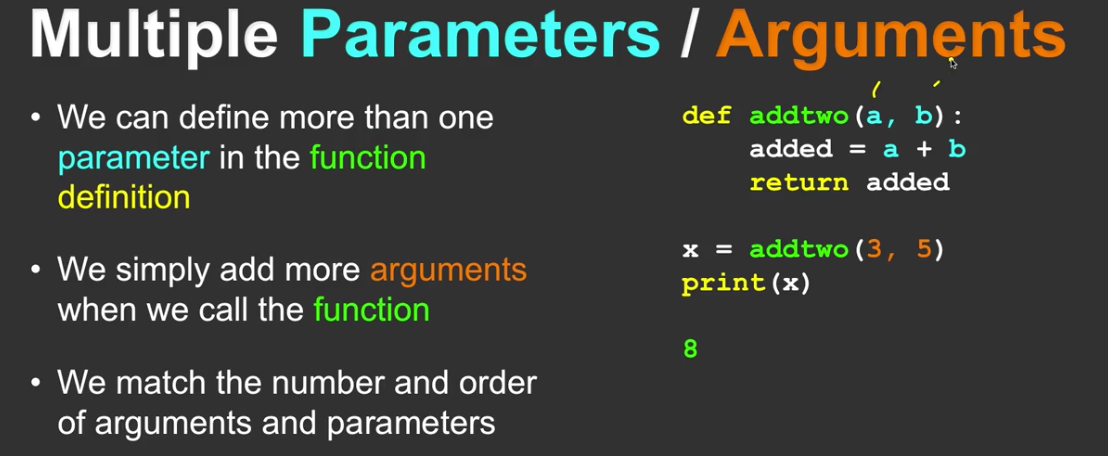 Multiple Parameters / Arguments
• We can define more than one
parameter in the function
definition
• We simply add more arguments
when we call the function
• We match the number and order
of arguments and parameters
def addtwo(a, b):
    added = a + b
    return added
x = addtwo(3, 5)
print(x)
8